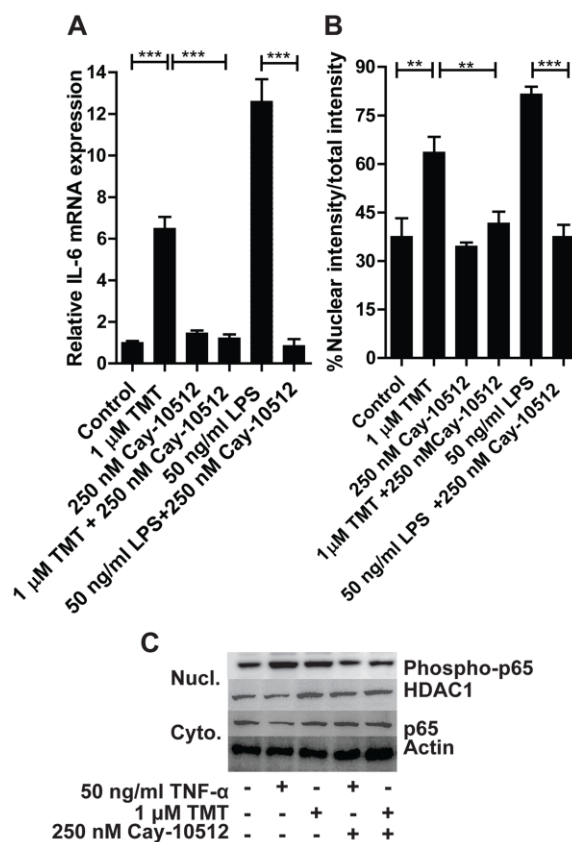 A
*** *** ***
Relative IL-6 mRNA expression
14
12
10
8
6
4
2
0
Control
1 µM TMT
250 nM Cay-10512
1 µM TMT + 250 nM Cay-10512
50 ng/ml LPS
50 ng/ml LPS+250 nM Cay-10512
B
** ** ***
% Nuclear intensity/total intensity
90
75
60
45
30
15
0
Control
1 µM TMT
250 nM Cay-10512
1µM TMT +250 nMCay-10512
50 ng/ml LPS
50 ng/ml LPS +250 nM Cay-10512
C
Nucl.
Phospho-p65
HDAC1
Cyto.
p65
Actin
50 ng/ml TNF-α - + - + -
1 µM TMT - - + - +
250 nM Cay-10512 - - - + +